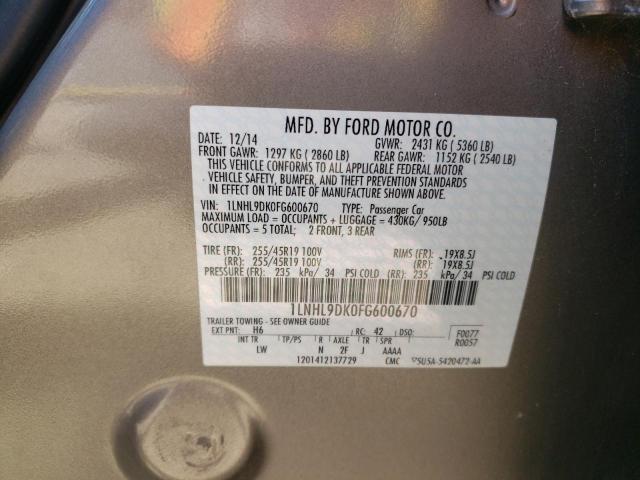 MFD. BY FORD MOTOR CO.
DATE: 12/14 GVWR: 2431 KG ( 5360 LB)
FRONT GAWR: 1297 KG ( 2860 LB) REAR GAWR: 1152 KG ( 2540 LB)
THIS VEHICLE CONFORMS TO ALL APPLICABLE FEDERAL MOTOR
VEHICLE SAFETY, BUMPER, AND THEFT PREVENTION STANDARDS
IN EFFECT ON THE DATE OF MANUFACTURE SHOWN ABOVE.
VIN: 1LNHL9DK0FG600670 TYPE: Passenger Car
MAXIMUM LOAD = OCCUPANTS + LUGGAGE = 430KG/ 950LB
OCCUPANTS = 5 TOTAL; 2 FRONT, 3 REAR
TIRE (FR): 255/45R19 100V RIMS (FR): 19X8.5J
(RR): 255/45R19 100V (RR): 19X8.5J
PRESSURE (FR): 235 kPa/ 34 PSI COLD (RR): 235 kPa/ 34 PSI COLD
1LNHL9DK0FG600670
TRAILER TOWING - SEE OWNER GUIDE
EXT PNT: H6 RC: 42 DSO: F0077
INT TR TP/PS R AXLE TR SPR R0057
LW N 2F J AAAA
1201412137729 CMC 5U5A-5420472-AA